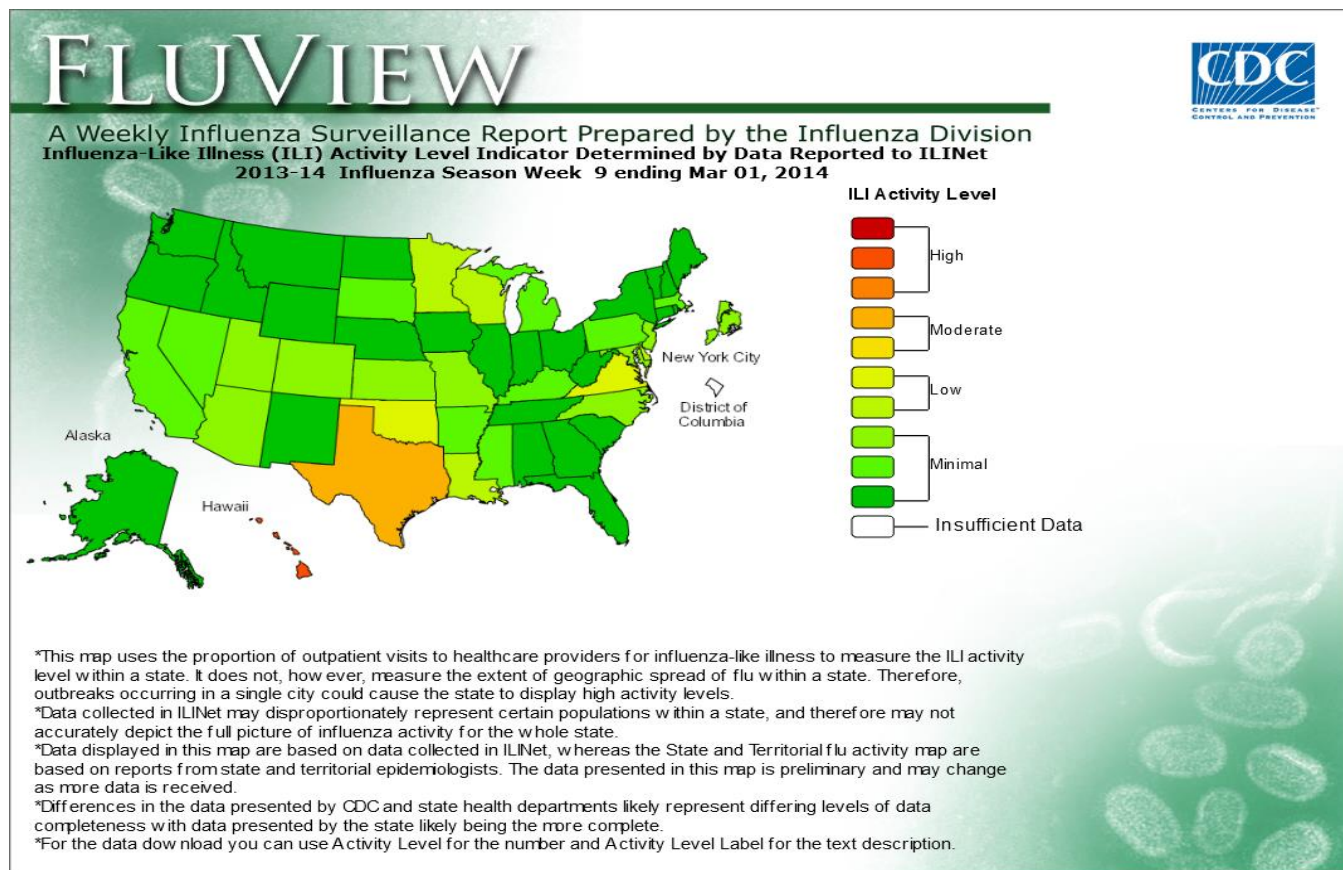 FLUVIEW
CDC
CENTERS FOR DISEASE™
CONTROL AND PREVENTION
A Weekly Influenza Surveillance Report Prepared by the Influenza Division
Influenza-Like Illness (ILI) Activity Level Indicator Determined by Data Reported to ILINet
2013-14 Influenza Season Week 9 ending Mar 01, 2014
ILI Activity Level
High
Moderate
Low
Minimal
Insufficient Data
New York City
District of
Columbia
Alaska
Hawaii
*This map uses the proportion of outpatient visits to healthcare providers for influenza-like illness to measure the ILI activity
level within a state. It does not, however, measure the extent of geographic spread of flu within a state. Therefore,
outbreaks occurring in a single city could cause the state to display high activity levels.
*Data collected in ILINet may disproportionately represent certain populations within a state, and therefore may not
accurately depict the full picture of influenza activity for the whole state.
*Data displayed in this map are based on data collected in ILINet, whereas the State and Territorial flu activity map are
based on reports from state and territorial epidemiologists. The data presented in this map is preliminary and may change
as more data is received.
*Differences in the data presented by CDC and state health departments likely represent differing levels of data
completeness with data presented by the state likely being the more complete.
*For the data download you can use Activity Level for the number and Activity Level Label for the text description.